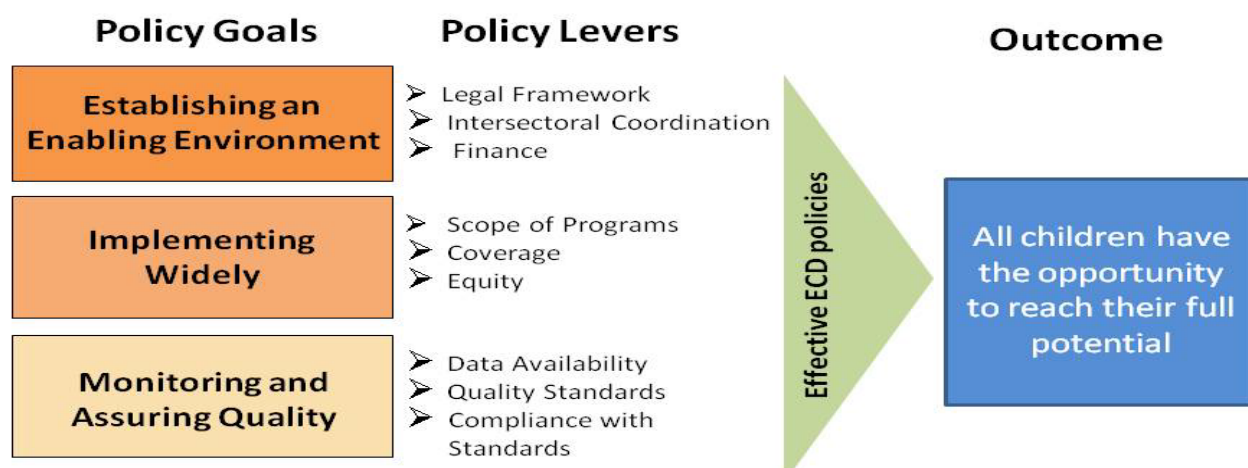 Policy Goals
Policy Levers
Outcome
Establishing an
Enabling Environment
➢ Legal Framework
➢ Intersectoral Coordination
➢ Finance
Implementing
Widely
➢ Scope of Programs
➢ Coverage
➢ Equity
Monitoring and
Assuring Quality
➢ Data Availability
➢ Quality Standards
➢ Compliance with
Standards
Effective ECD policies
All children have
the opportunity
to reach their full
potential